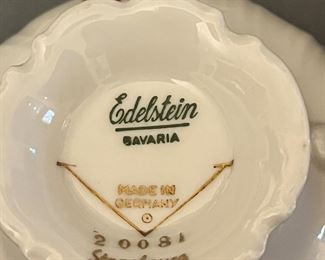 Edelstein
BAVARIA
MADE IN
GERMANY
20081